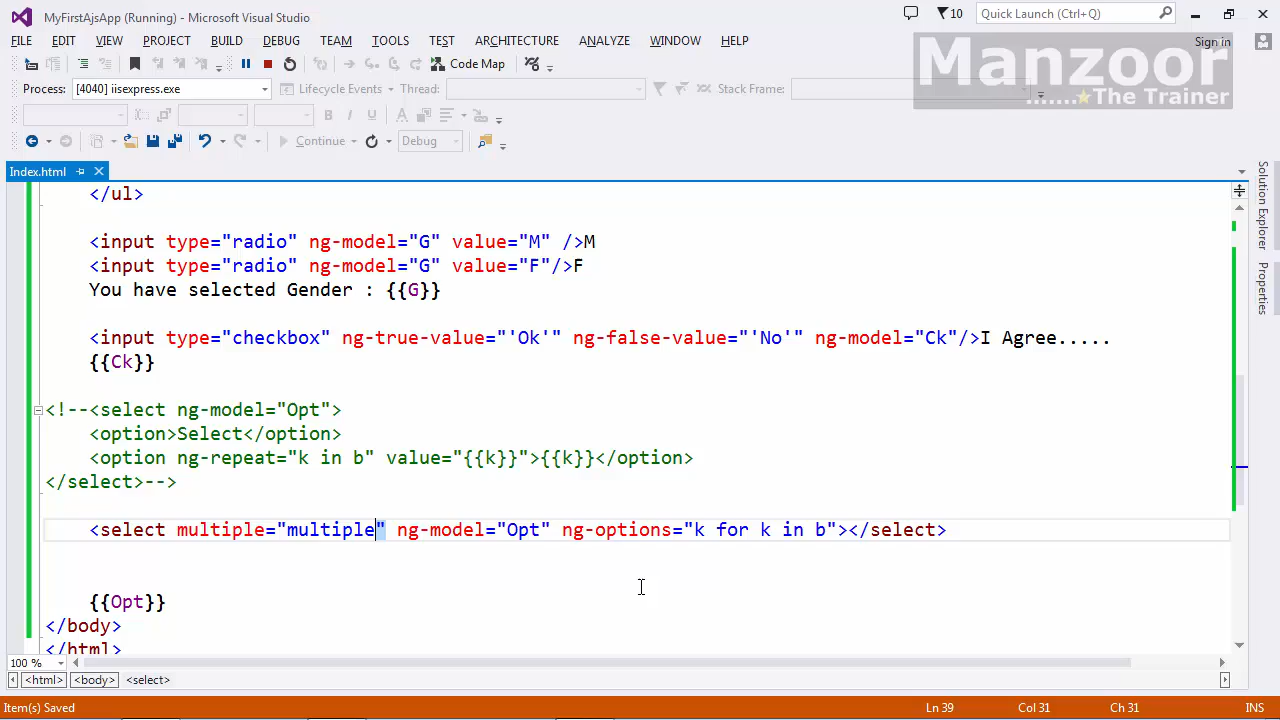 MyFirstAjsApp (Running) - Microsoft Visual Studio
10
Quick Launch (Ctrl+Q)
FILE EDIT VIEW PROJECT BUILD DEBUG TEAM TOOLS TEST ARCHITECTURE ANALYZE WINDOW HELP
Sign in
Manzoor
.......The Trainer
Code Map
Process: [4040] iisexpress.exe
Lifecycle Events
Thread:
Stack Frame:
Continue
Debug
Index.html
</ul>
<input type="radio" ng-model="G" value="M" />M
<input type="radio" ng-model="G" value="F"/>F
You have selected Gender : {{G}}
<input type="checkbox" ng-true-value="'Ok'" ng-false-value="'No'" ng-model="Ck"/>I Agree.....
{{Ck}}
<!--<select ng-model="Opt">
<option>Select</option>
<option ng-repeat="k in b" value="{{k}}">{{k}}</option>
</select>-->
<select multiple="multiple" ng-model="Opt" ng-options="k for k in b"></select>
{{Opt}}
</body>
</html>
Solution Explorer
Properties
100 %
<html> <body> <select>
Item(s) Saved
Ln 39 Col 31 Ch 31 INS